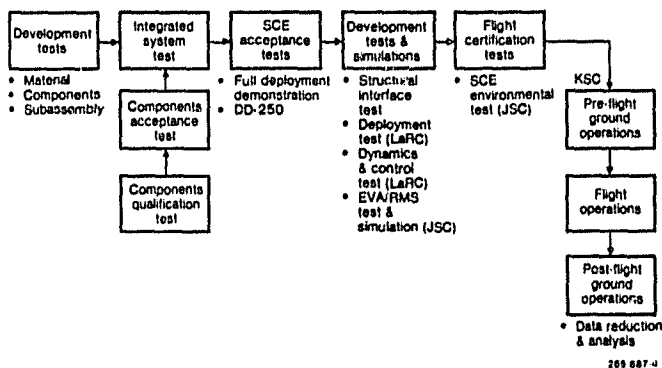 Development
tests
• Material
• Components
• Subassembly
Integrated
system
test
Components
acceptance
test
Components
qualification
test
SCE
acceptance
tests
• Full deployment
demonstration
• DD-250
Development
tests &
simulations
• Structural
interface
test
• Deployment
test (LaRC)
• Dynamics
& control
test (LaRC)
• EVA/RMS
test &
simulation (JSC)
Flight
certification
tests
• SCE
environmental
test (JSC)
KSC
Pre-flight
ground
operations
Flight
operations
Post-flight
ground
operations
• Data reduction
& analysis